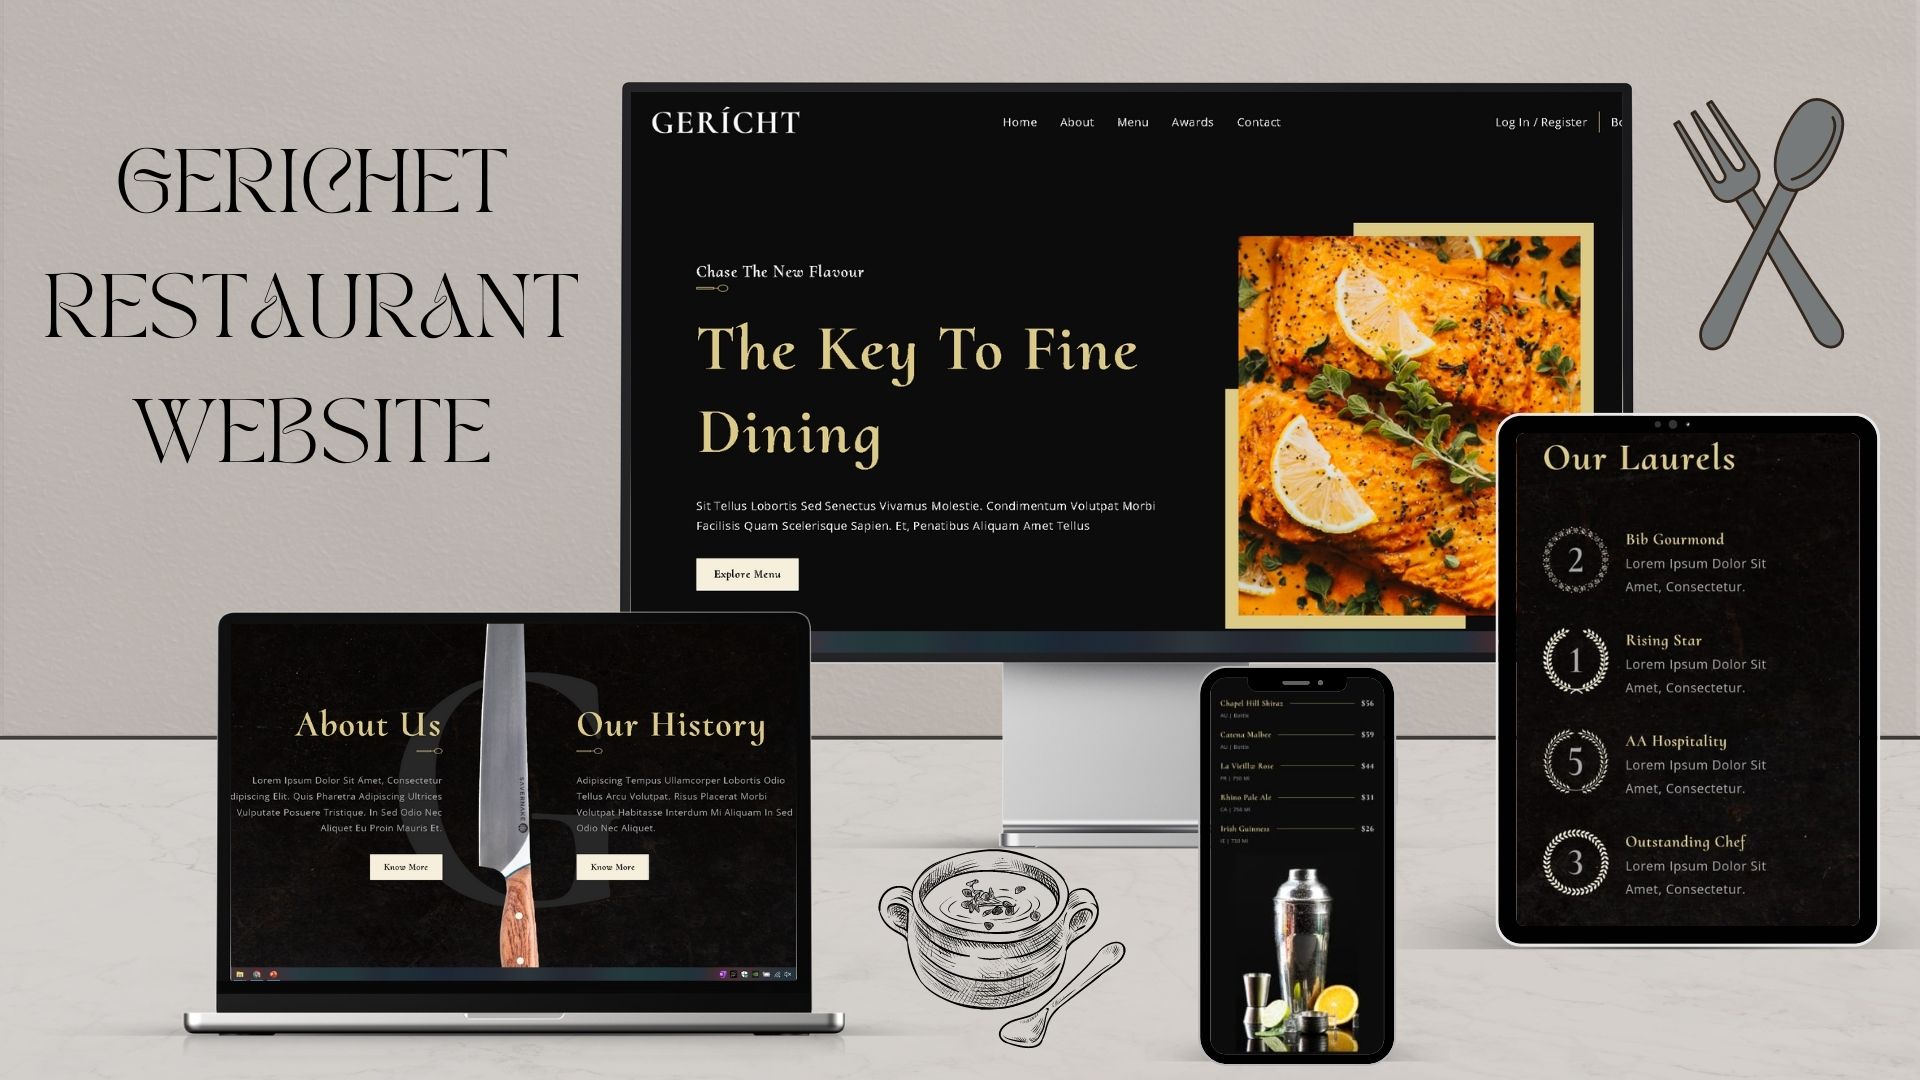 GERICHET
RESTAURANT
WEBSITE
GERÍCHT
Home About Menu Awards Contact
Log In / Register
Chase The New Flavour
The Key To Fine
Dining
Sit Tellus Lobortis Sed Senectus Vivamus Molestie. Condimentum Volutpat Morbi
Facilisis Quam Scelerisque Sapien. Et, Penatibus Aliquam Amet Tellus
Explore Menu
About Us
Lorem Ipsum Dolor Sit Amet, Consectetur
dipiscing Elit. Quis Pharetra Adipiscing Ultrices
Vulputate Posuere Tristique. In Sed Odio Nec
Aliquet Eu Proin Mauris Et.
Know More
G
SAVERNAKE
Our History
Adipiscing Tempus Ullamcorper Lobortis Odio
Tellus Arcu Volutpat. Risus Placerat Morbi
Volutpat Habitasse Interdum Mi Aliquam In Sed
Odio Nec Aliquet.
Know More
Chapel Hill Shiraz $56
AU | Bottle
Catena Malbee $59
AU | Bottle
La Vieillw Rose $44
FR | 750 Ml
Rhino Pale Ale $31
CA | 750 Ml
Irish Guinness $26
IE | 750 Ml
Our Laurels
2
Bib Gourmond
Lorem Ipsum Dolor Sit
Amet, Consectetur.
1
Rising Star
Lorem Ipsum Dolor Sit
Amet, Consectetur.
5
AA Hospitality
Lorem Ipsum Dolor Sit
Amet, Consectetur.
3
Outstanding Chef
Lorem Ipsum Dolor Sit
Amet, Consectetur.